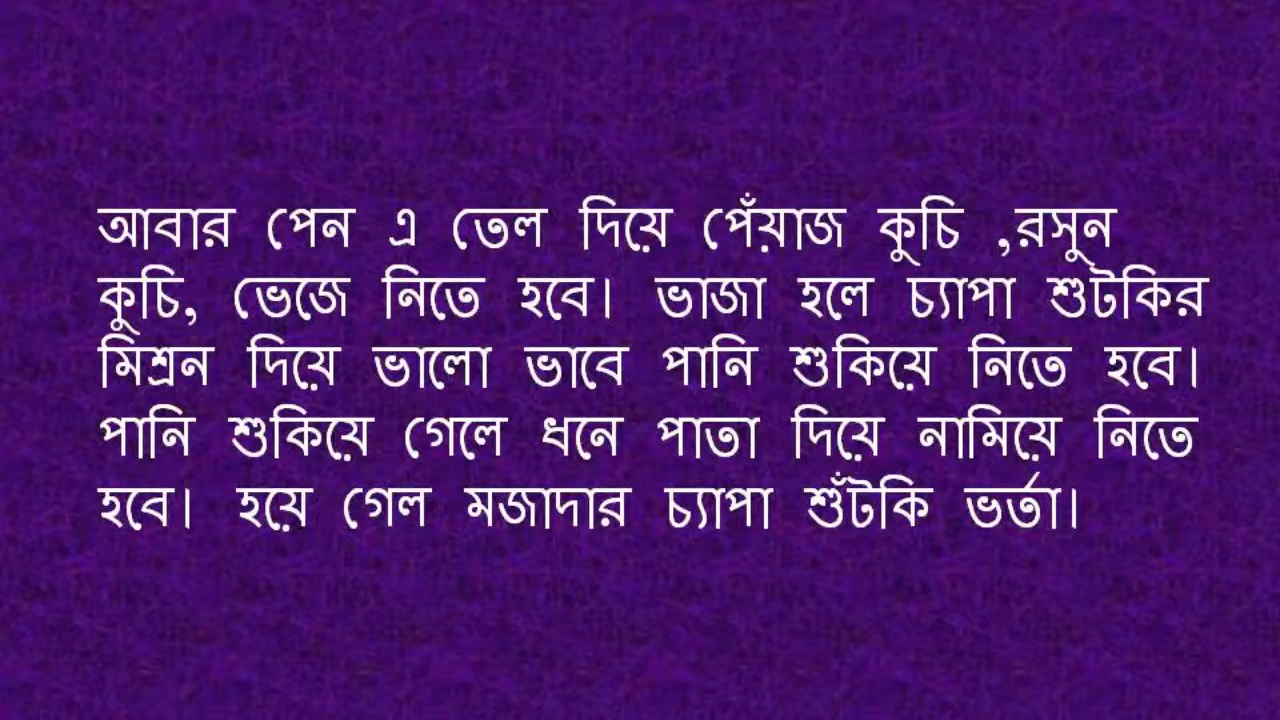 আবার পেন এ তেল দিয়ে পেঁয়াজ কুচি ,রসুন
কুচি, ভেজে নিতে হবে। ভাজা হলে চ্যাপা শুটকির
মিশ্রন দিয়ে ভালো ভাবে পানি শুকিয়ে নিতে হবে।
পানি শুকিয়ে গেলে ধনে পাতা দিয়ে নামিয়ে নিতে
হবে। হয়ে গেল মজাদার চ্যাপা শুঁটকি ভর্তা।